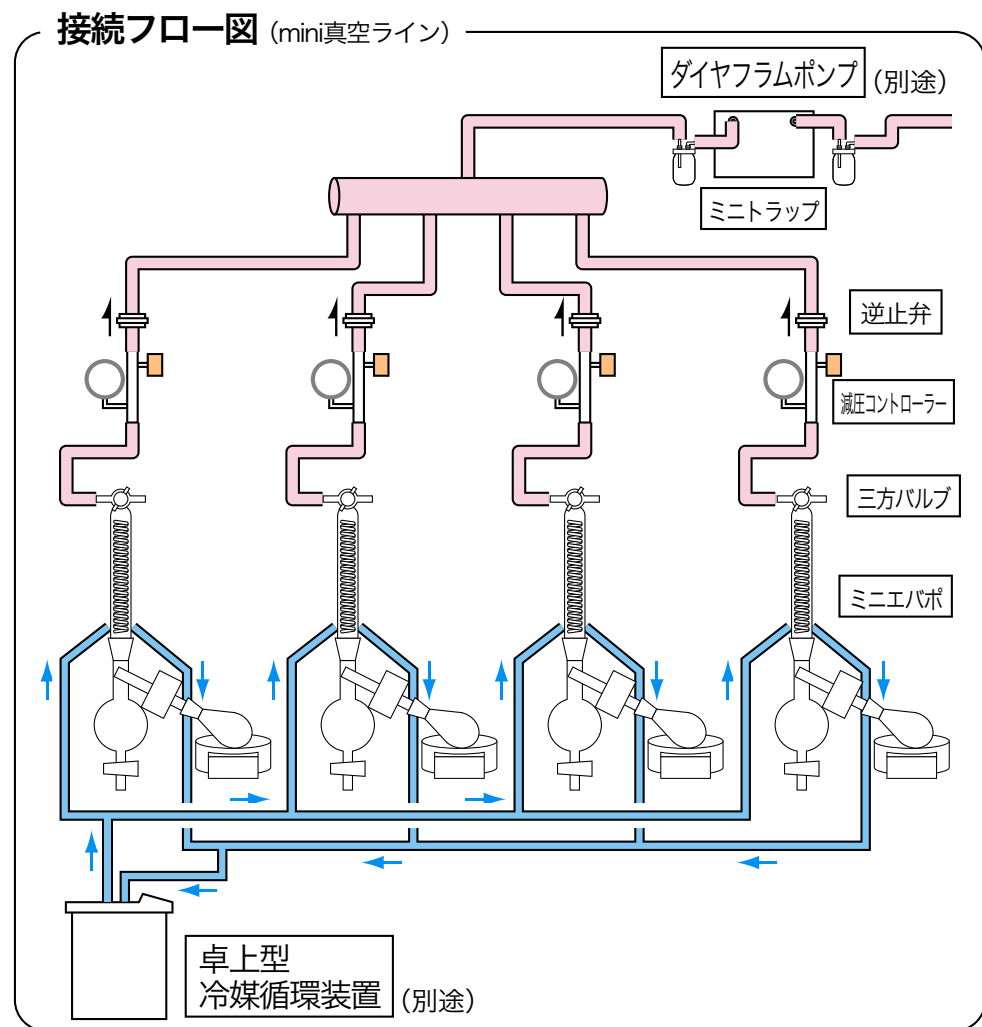 接続フロー図（mini真空ライン）
ダイヤフラムポンプ（別途）
ミニトラップ
逆止弁
減圧コントローラー
三方バルブ
ミニエバポ
卓上型
冷媒循環装置（別途）